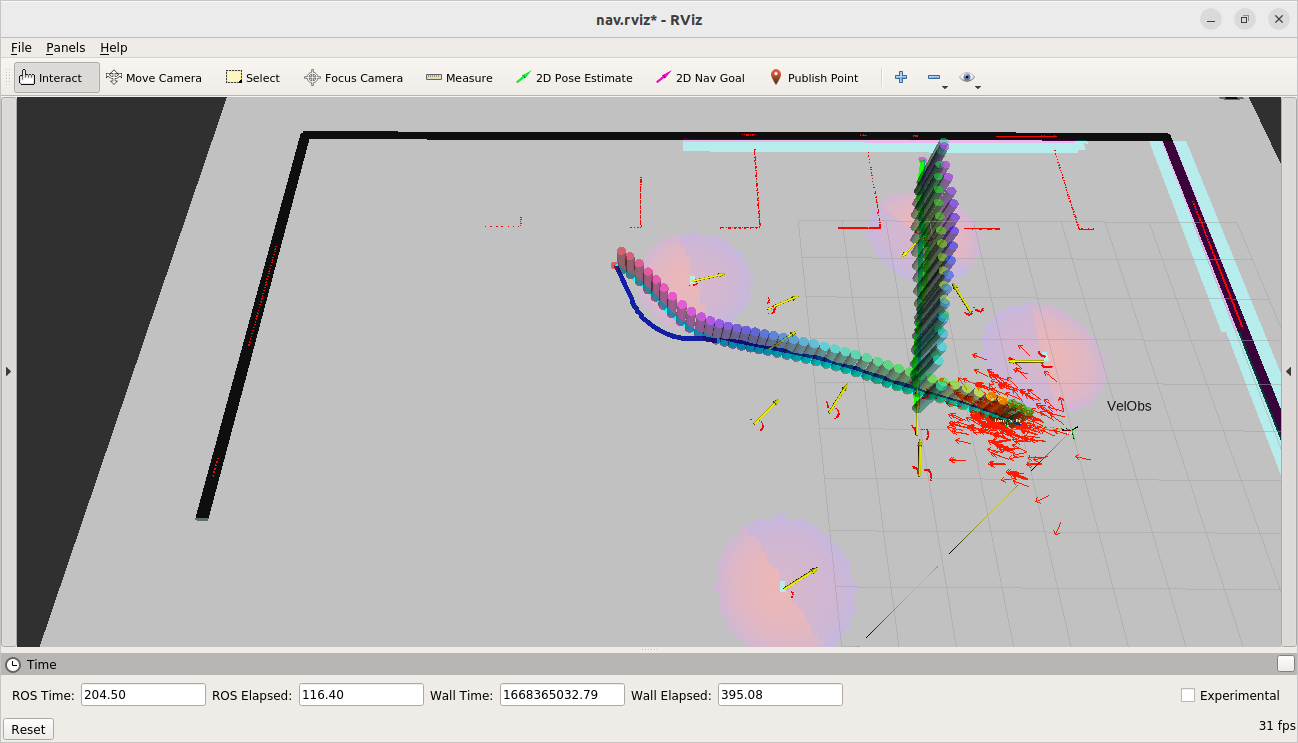 nav.rviz* - RViz
File Panels Help
Interact Move Camera Select Focus Camera Measure 2D Pose Estimate 2D Nav Goal Publish Point
VelObs
Time
ROS Time: 204.50 ROS Elapsed: 116.40 Wall Time: 1668365032.79 Wall Elapsed: 395.08 Experimental
Reset 31 fps